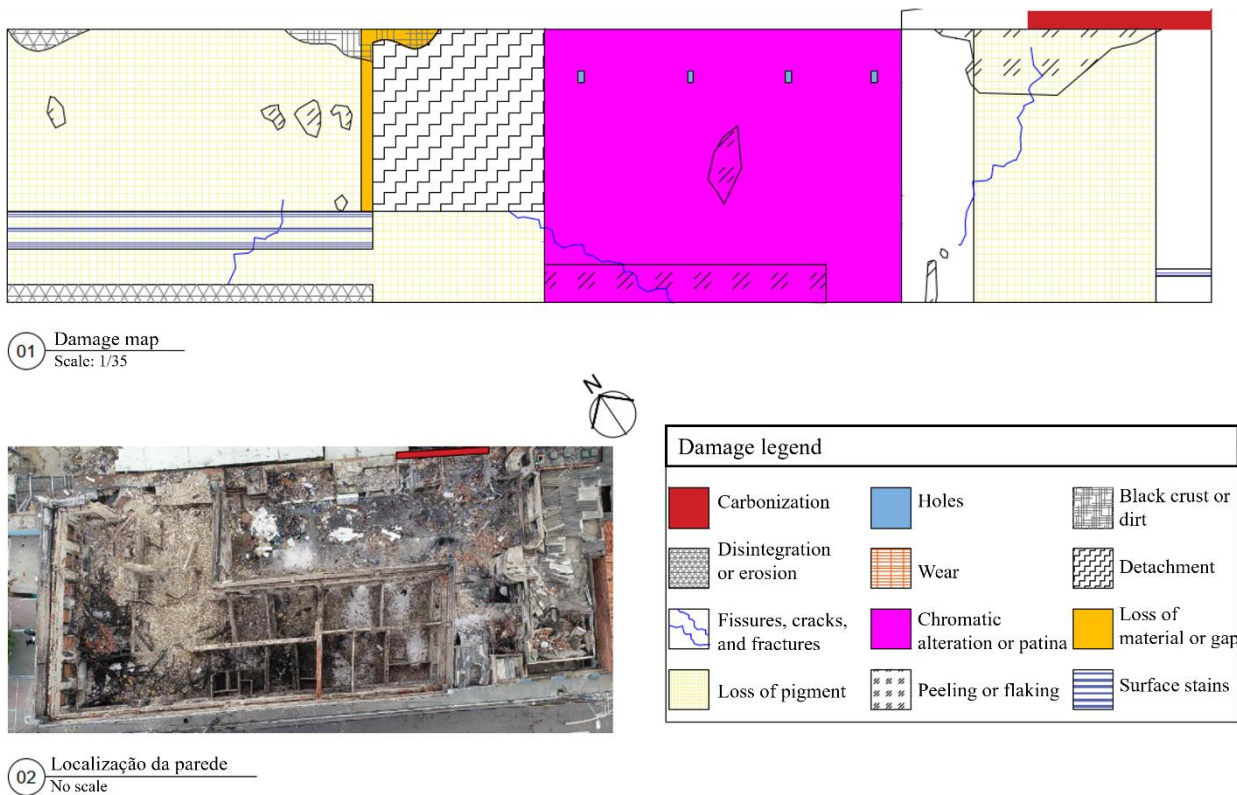 01
Damage map
Scale: 1/35
N
02
Localização da parede
No scale
Damage legend
Carbonization
Holes
Black crust or
dirt
Disintegration
or erosion
Wear
Detachment
Fissures, cracks,
and fractures
Chromatic
alteration or patina
Loss of
material or gap
Loss of pigment
Peeling or flaking
Surface stains